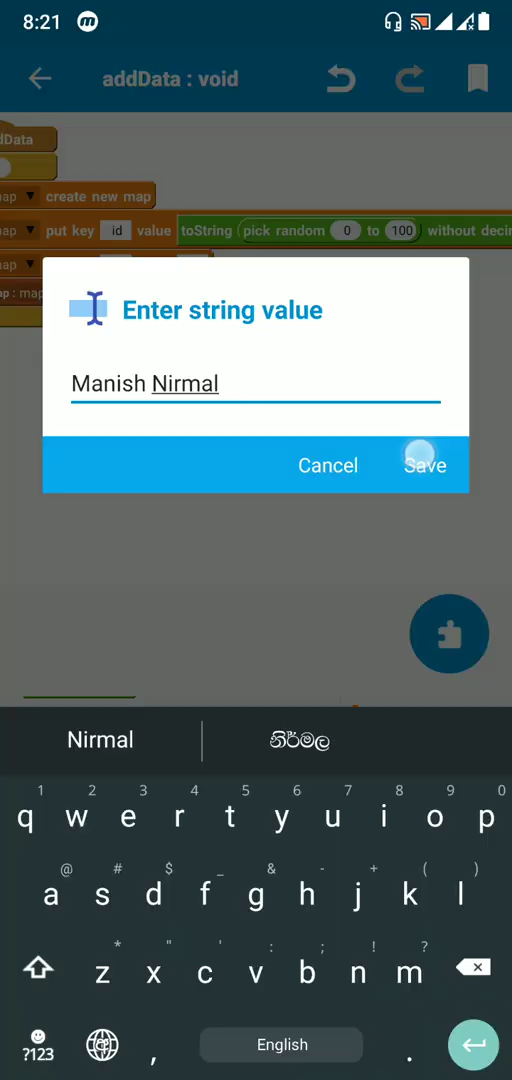 8:21
addData : void
dData
ap ▼ create new map
ap ▼ put key id value toString pick random 0 to 100 without decim
ap ▼
ap : map
Enter string value
Manish Nirmal
Cancel Save
Nirmal නිර්මල
1 2 3 4 5 6 7 8 9 0
q w e r t y u i o p
@ # $ _ & - + ( )
a s d f g h j k l
* " ' : ; ! ?
z x c v b n m
?123 , English .